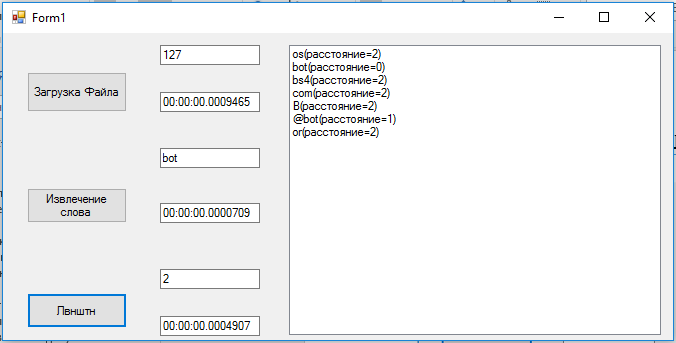 Form1
127
Загрузка Файла
00:00:00.0009465
bot
Извлечение
слова
00:00:00.0000709
2
Лвнштн
00:00:00.0004907
os(расстояние=2)
bot(расстояние=0)
bs4(расстояние=2)
com(расстояние=2)
B(расстояние=2)
@bot(расстояние=1)
or(расстояние=2)